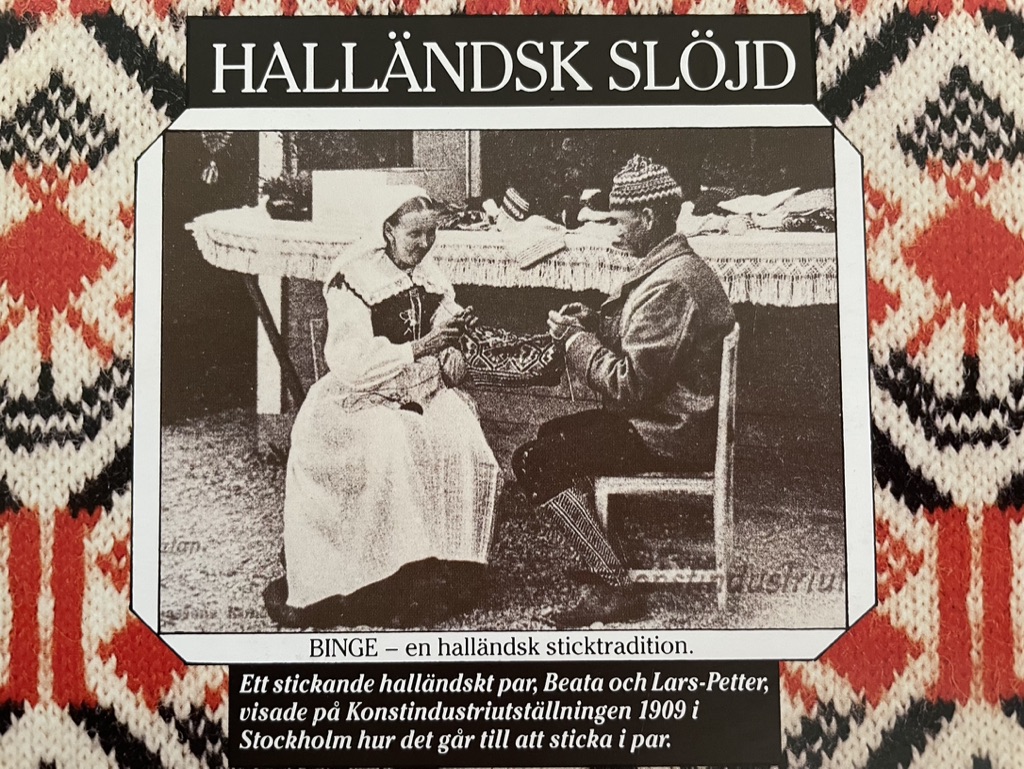 HALLÄNDSK SLÖJD
BINGE – en halländsk sticktradition.
Ett stickande halländskt par, Beata och Lars-Petter,
visade på Konstindustriutställningen 1909 i
Stockholm hur det går till att sticka i par.